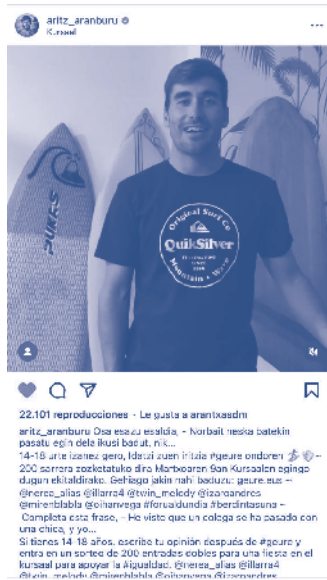 aritz_aranburu
Kursaal
PUKAS
Original Surf Co
QuikSilver
Mountain & Wave
22.101 reproducciones · Le gusta a arantxasdm
aritz_aranburu Osa esazu esaldia, - Norbait neska batekin
pasatu egin dela ikusi badut, nik...
14-18 urte izanez gero, Idatzi zuen iritzia #geure ondoren
200 sarrera zozketatuko dira Martxoaren 9an Kursaalen egingo
dugun ekitaldirako. Gehiago jakin nahi baduzu: geure.eus ~
@nerea_alias @illarra4 @twin_melody @izaroandres
@mirenblabla @oihanvega #forualdundia #berdintasuna ~
Completa esta frase, - He visto que un colega se ha pasado con
una chica, y yo...
Si tienes 14-18 años, escribe tu opinión después de #geure y
entra en un sorteo de 200 entradas dobles para una fiesta en el
kursaal para apoyar la #igualdad. @nerea_alias @illarra4
@twin_melody @mirenblabla @oihanvega @izaroandres